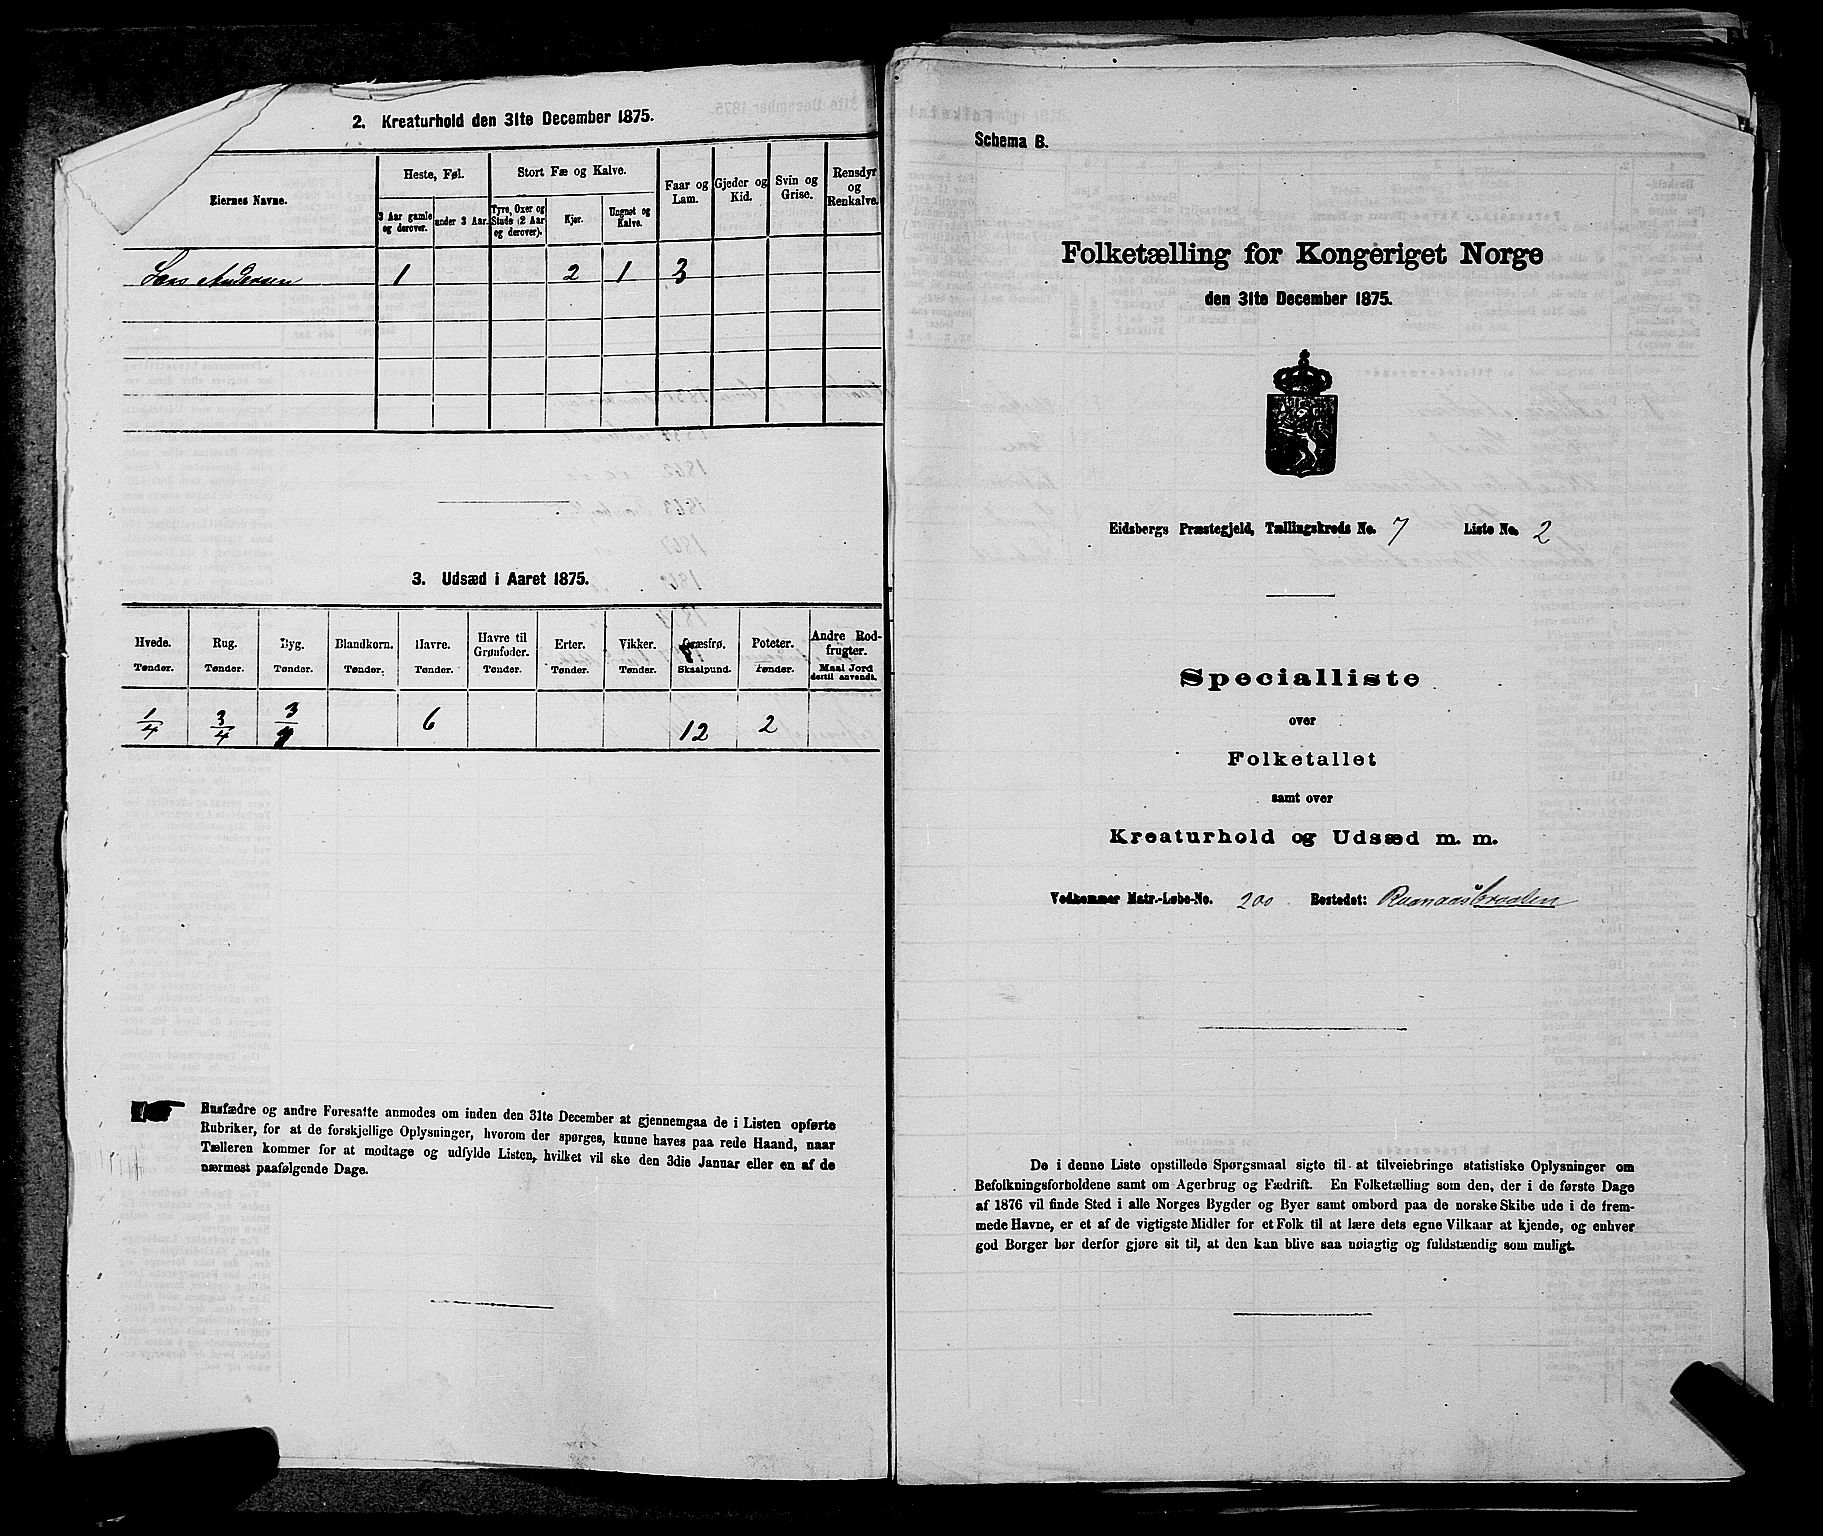 2. Kreaturhold den 31te December 1875.
Eiernes Navne.
Heste, Føl.
Stort Fæ og Kalve.
Faar og Lam.
Gjeder og Kid.
Svin og Grise.
Rensdyr og Renkalve.
3 Aar gamle og derover.
under 3 Aar.
Tyre, Oxer og Stude (2 Aar og derover).
Kjør.
Ungnøt og Kalve.
Lars Andersen 1 2 1 3
3. Udsæd i Aaret 1875.
Hvede. Rug. Byg. Blandkorn. Havre. Havre til Grønfoder. Erter. Vikker. Græsfrø. Poteter. Andre Rodfrugter.
Tønder. Tønder. Tønder. Tønder. Tønder. Tønder. Tønder. Tønder. Skaalpund. Tønder. Maal Jord dertil anvendt.
1/4 3/4 3/4 6 12 2
Husfædre og andre Foresatte anmodes om inden den 31te December at gjennemgaa de i Listen opførte
Rubriker, for at de forskjellige Oplysninger, hvorom der spørges, kunne haves paa rede Haand, naar
Tælleren kommer for at modtage og udfylde Listen, hvilket vil ske den 3die Januar eller en af de
nærmest paafølgende Dage.
Schema B.
Folketælling for Kongeriget Norge
den 31te December 1875.
Eidsbergs Præstegjeld, Tællingskreds No. 7 Liste No. 2
Specialliste
over
Folketallet
samt over
Kreaturhold og Udsæd m. m.
Vedkommer Matr.-Løbe-No. 200 Bostedet:
De i denne Liste opstillede Spørgsmaal sigte til at tilveiebringe statistiske Oplysninger om
Befolkningsforholdene samt om Agerbrug og Fædrift. En Folketælling som den, der i de første Dage
af 1876 vil finde Sted i alle Norges Bygder og Byer samt ombord paa de norske Skibe ude i de frem-
mede Havne, er et af de vigtigste Midler for et Folk til at lære dets egne Vilkaar at kjende, og enhver
god Borger bør derfor gjøre sit til, at den kan blive saa nøiagtig og fuldstændig som muligt.